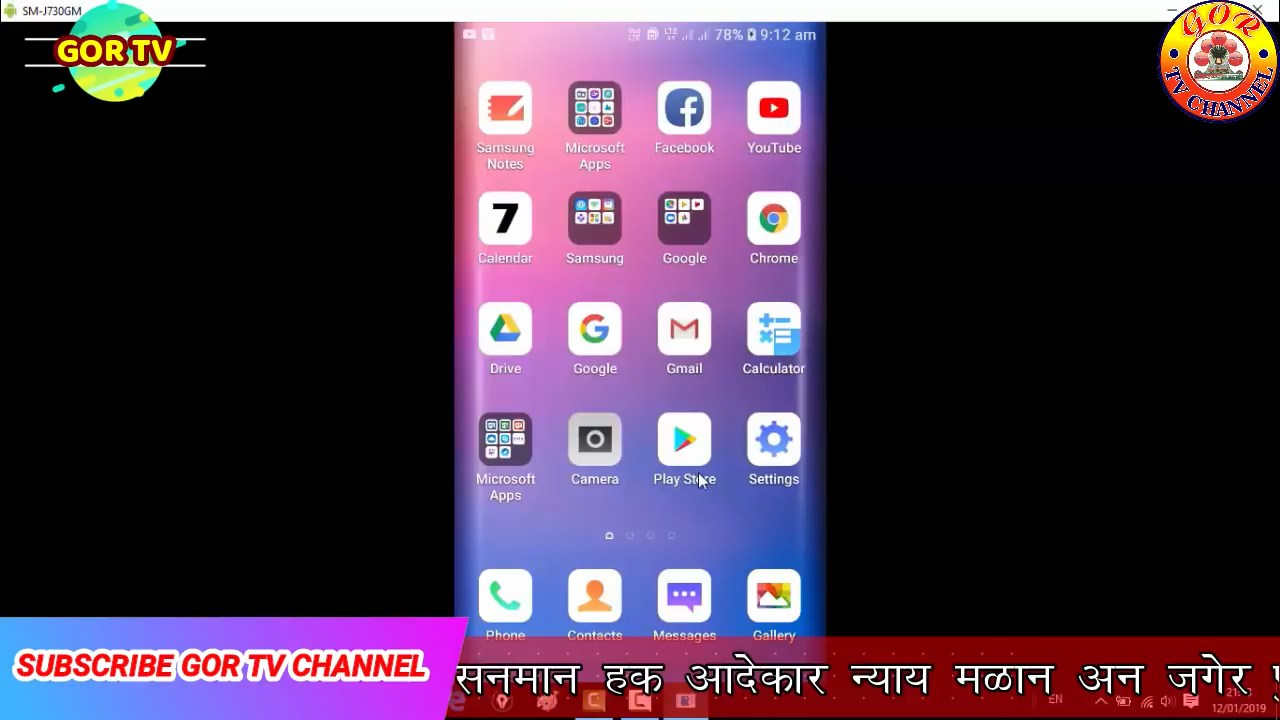 SM-J730GM
GOR TV
GOR
TV CHANNEL
LTE 78% 9:12 am
Samsung Notes
Microsoft Apps
Facebook
YouTube
7
Calendar
Samsung
Google
Chrome
Drive
Google
Gmail
Calculator
Microsoft Apps
Camera
Play Store
Settings
Phone
Contacts
Messages
Gallery
SUBSCRIBE GOR TV CHANNEL
सनमान हक आदेकार न्याय मळान अन जगेर
EN
12/01/2019